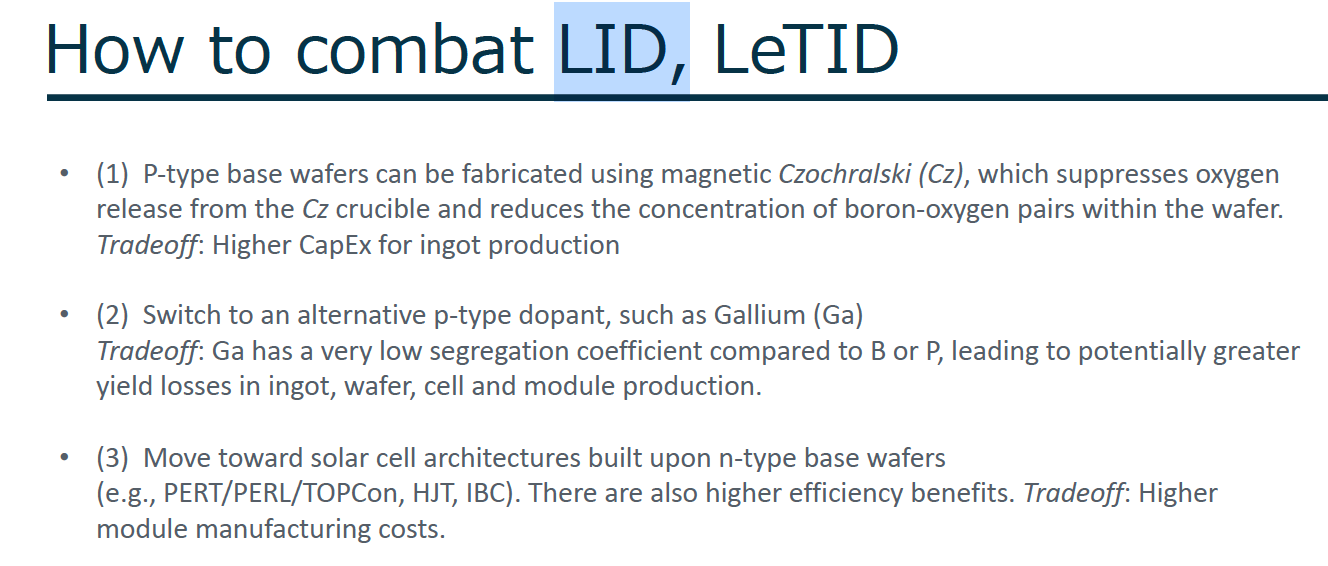 How to combat LID, LeTID
• (1) P-type base wafers can be fabricated using magnetic Czochralski (Cz), which suppresses oxygen
release from the Cz crucible and reduces the concentration of boron-oxygen pairs within the wafer.
Tradeoff: Higher CapEx for ingot production
• (2) Switch to an alternative p-type dopant, such as Gallium (Ga)
Tradeoff: Ga has a very low segregation coefficient compared to B or P, leading to potentially greater
yield losses in ingot, wafer, cell and module production.
• (3) Move toward solar cell architectures built upon n-type base wafers
(e.g., PERT/PERL/TOPCon, HJT, IBC). There are also higher efficiency benefits. Tradeoff: Higher
module manufacturing costs.